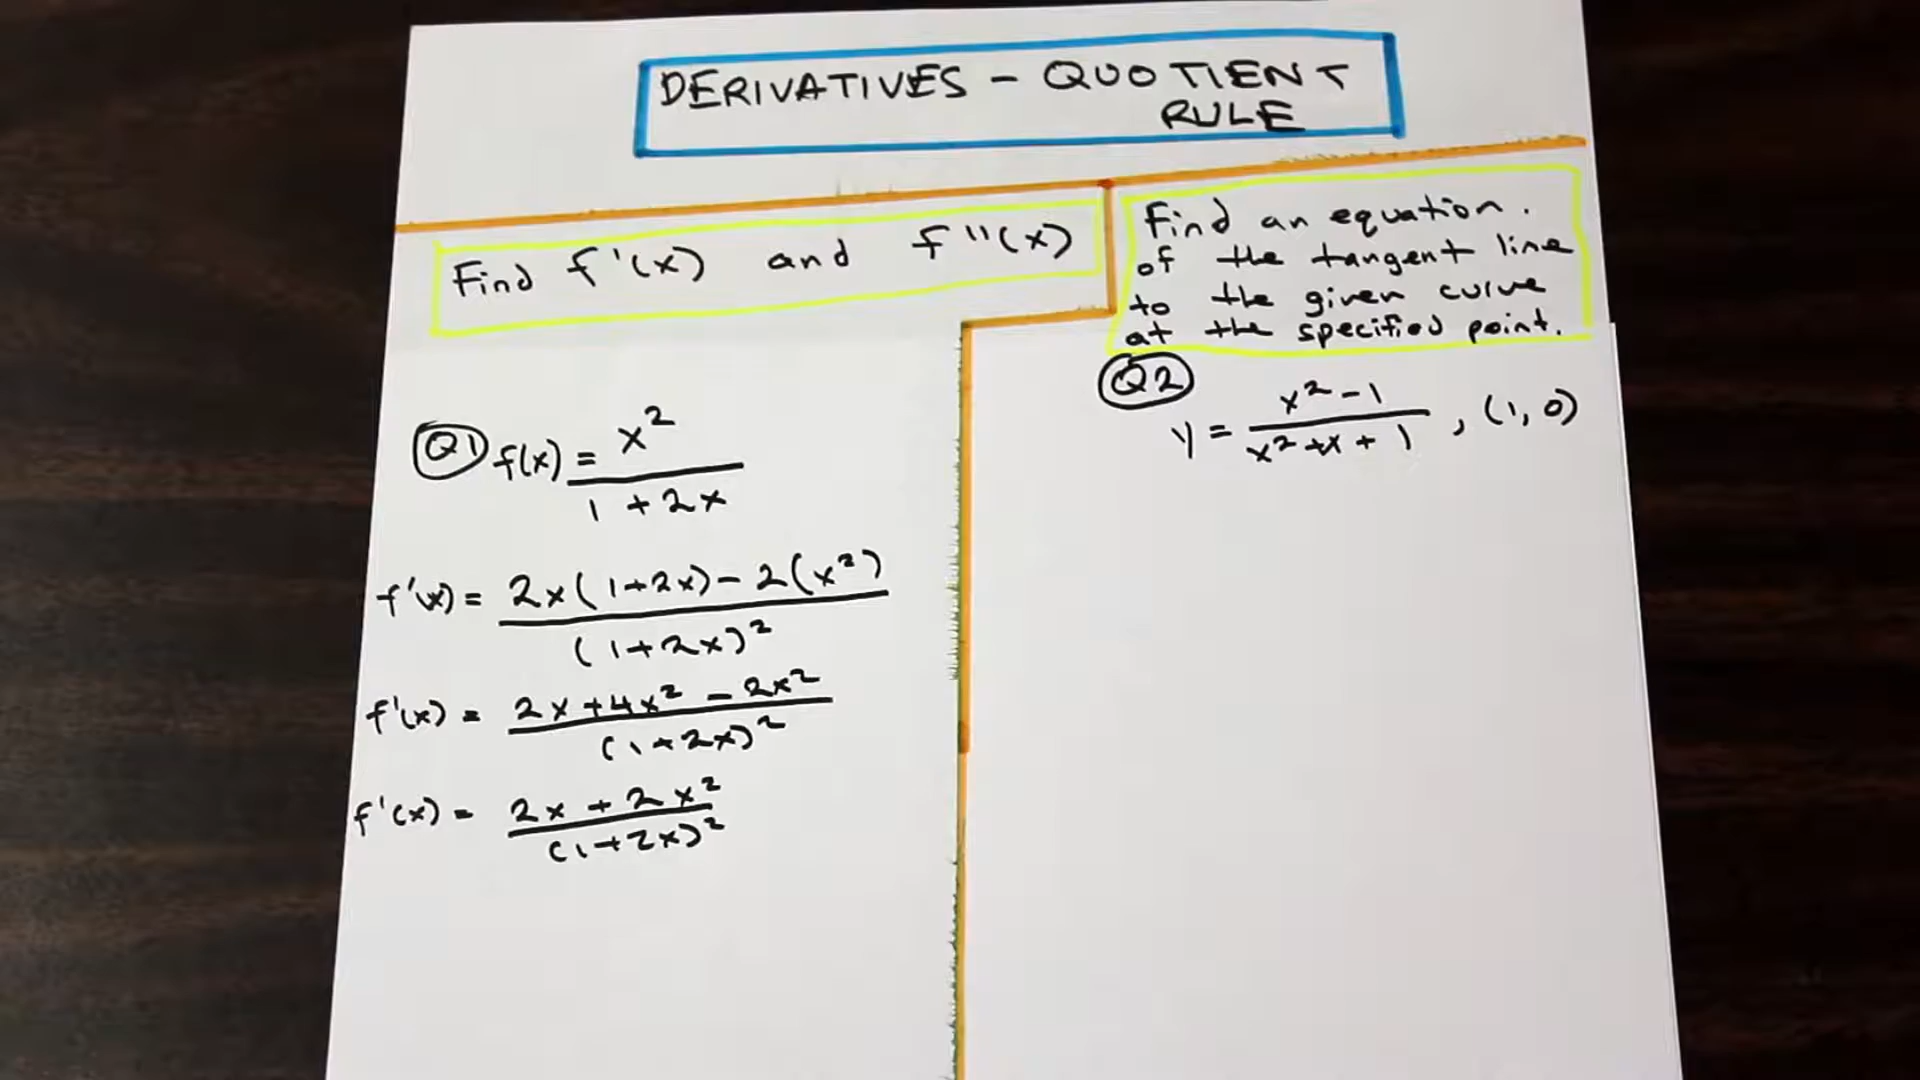 DERIVATIVES - QUOTIENT
RULE
Find f'(x) and f''(x)
Find an equation.
of the tangent line
to the given curve
at the specified point.
Q1 f(x) = x²/(1 + 2x)
f'(x) = (2x(1+2x) - 2(x²))/(1+2x)²
f'(x) = (2x + 4x² - 2x²)/(1+2x)²
f'(x) = (2x + 2x²)/(1+2x)²
Q2
y = (x² - 1)/(x² + x + 1), (1, 0)